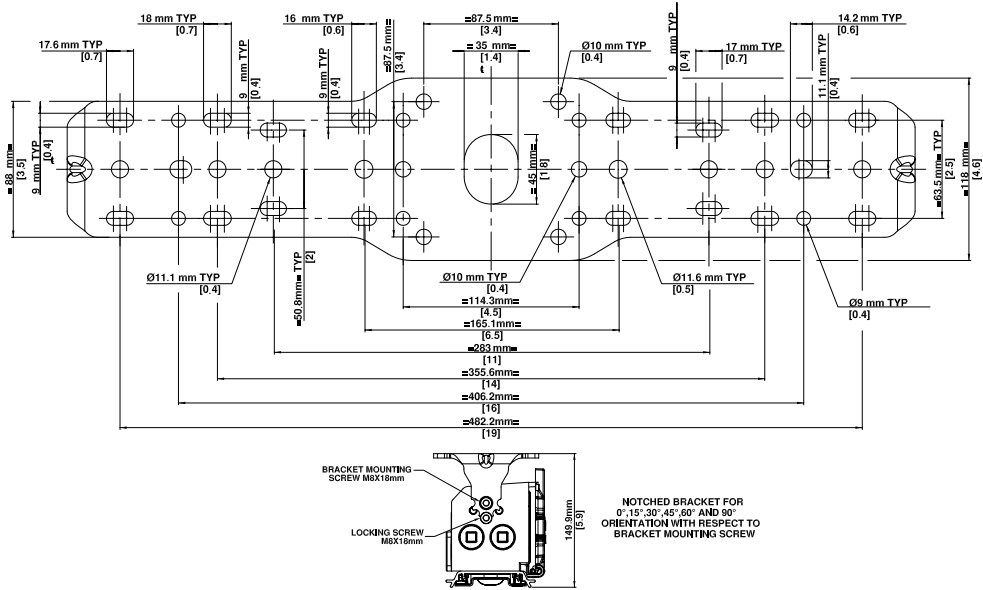 18 mm TYP
[0.7]
16 mm TYP
[0.6]
=87.5 mm=
[3.4]
14.2 mm TYP
[0.6]
17.6 mm TYP
[0.7]
9 mm TYP
[0.4]
9 mm TYP
[0.4]
=87.5 mm=
[3.4]
= 35 mm=
[1.4]
Ø10 mm TYP
[0.4]
9 mm TYP
[0.4]
17 mm TYP
[0.7]
11.1 mm TYP
[0.4]
=88 mm=
[3.5]
9 mm TYP
[0.4]
=45 mm=
[1.8]
=63.5 mm=
[2.5]
=118 mm=
[4.6]
Ø11.1 mm TYP
[0.4]
=50.8mm= TYP
[2]
Ø10 mm TYP
[0.4]
Ø11.6 mm TYP
[0.5]
Ø9 mm TYP
[0.4]
=114.3mm=
[4.5]
=165.1mm=
[6.5]
=283 mm=
[11]
=355.6mm=
[14]
=406.2mm=
[16]
=482.2mm=
[19]
BRACKET MOUNTING
SCREW M8X18mm
LOCKING SCREW
M8X18mm
149.9mm
[5.9]
NOTCHED BRACKET FOR
0°,15°,30°,45°,60° AND 90°
ORIENTATION WITH RESPECT TO
BRACKET MOUNTING SCREW